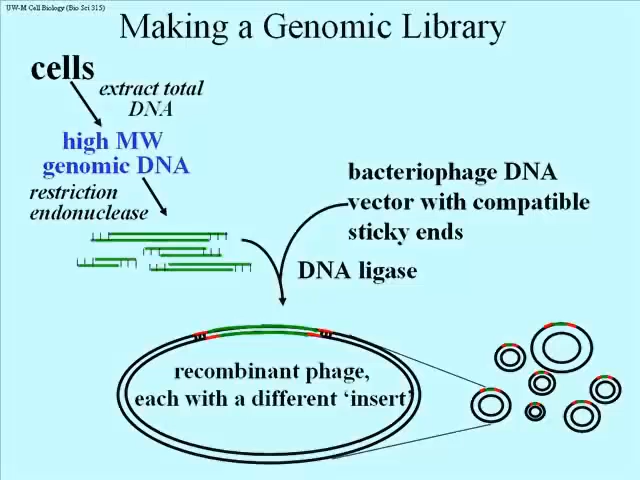 UW-M Cell Biology (Bio Sci 315)
Making a Genomic Library
cells
extract total
DNA
high MW
genomic DNA
restriction
endonuclease
bacteriophage DNA
vector with compatible
sticky ends
DNA ligase
recombinant phage,
each with a different ‘insert’